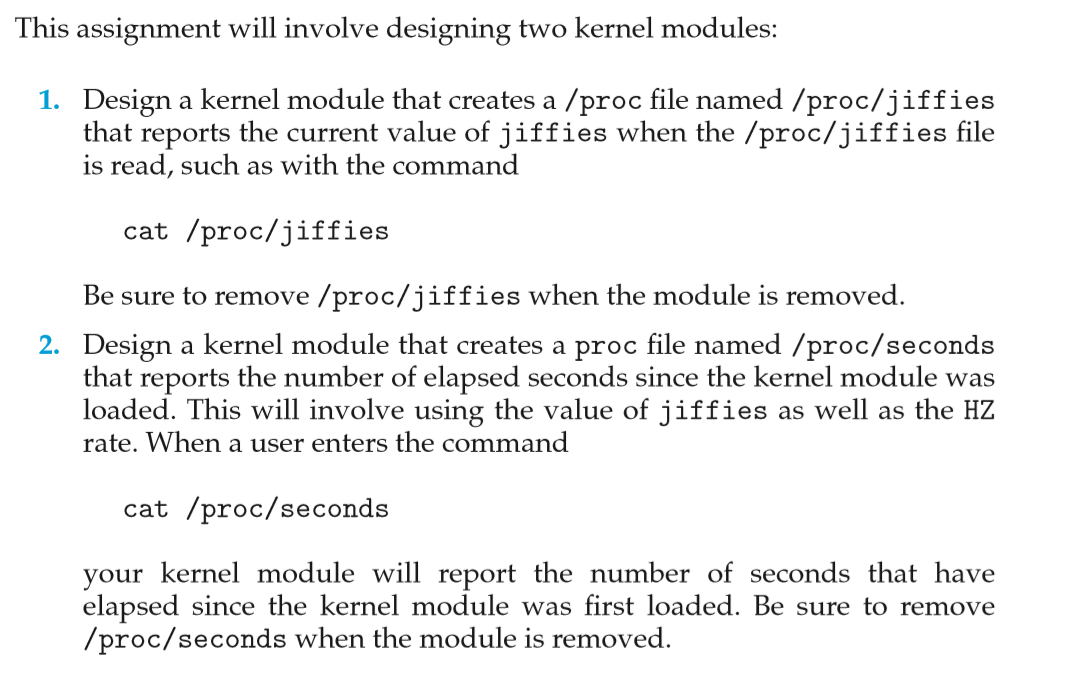 This assignment will involve designing two kernel modules:
1. Design a kernel module that creates a /proc file named /proc/jiffies
that reports the current value of jiffies when the /proc/jiffies file
is read, such as with the command
cat /proc/jiffies
Be sure to remove /proc/jiffies when the module is removed.
2. Design a kernel module that creates a proc file named /proc/seconds
that reports the number of elapsed seconds since the kernel module was
loaded. This will involve using the value of jiffies as well as the HZ
rate. When a user enters the command
cat /proc/seconds
your kernel module will report the number of seconds that have
elapsed since the kernel module was first loaded. Be sure to remove
/proc/seconds when the module is removed.